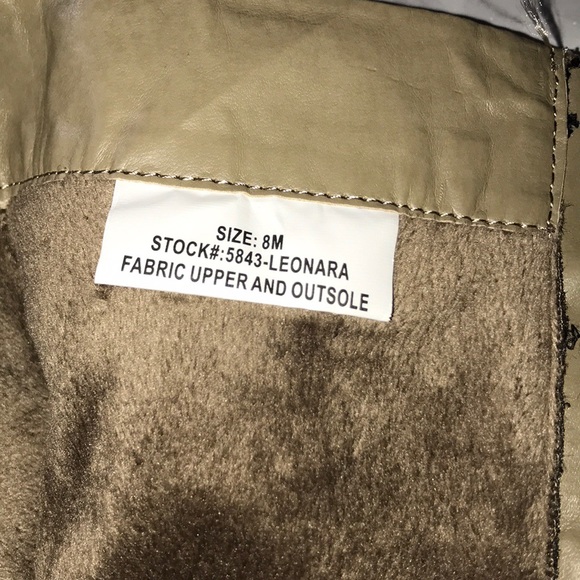 SIZE: 8M
STOCK#:5843-LEONARA
FABRIC UPPER AND OUTSOLE